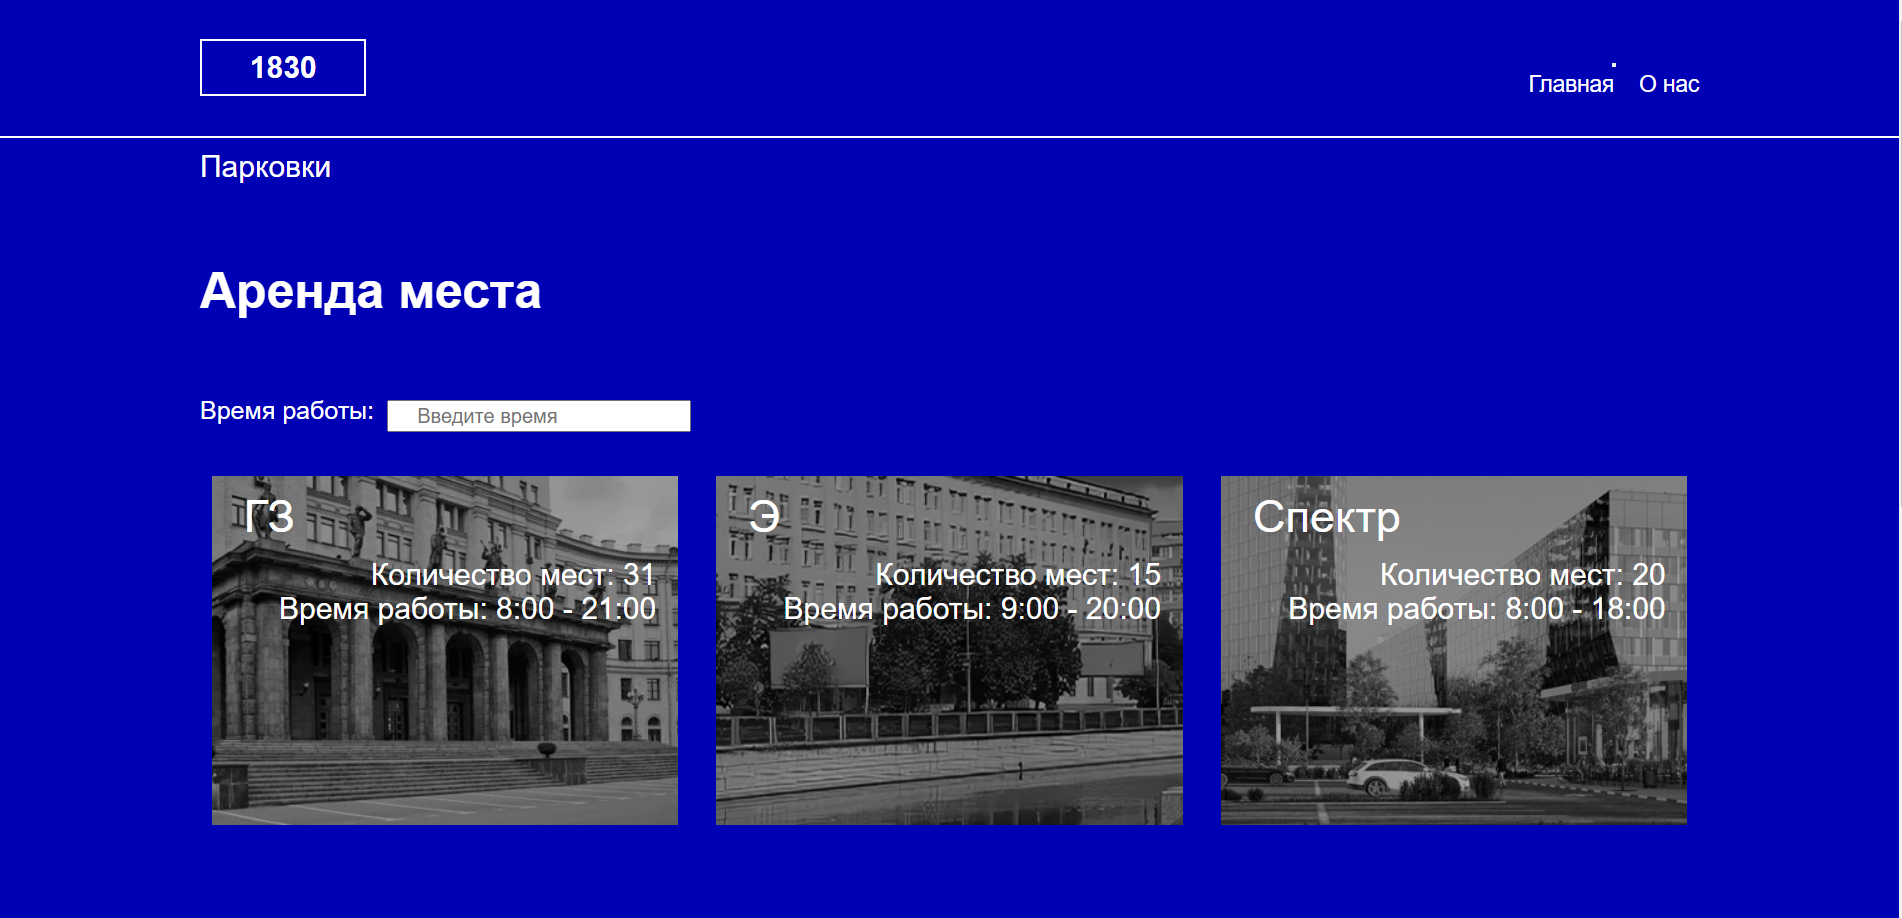 1830
Главная О нас
Парковки
Аренда места
Время работы: Введите время
ГЗ
Количество мест: 31
Время работы: 8:00 - 21:00
Э
Количество мест: 15
Время работы: 9:00 - 20:00
Спектр
Количество мест: 20
Время работы: 8:00 - 18:00